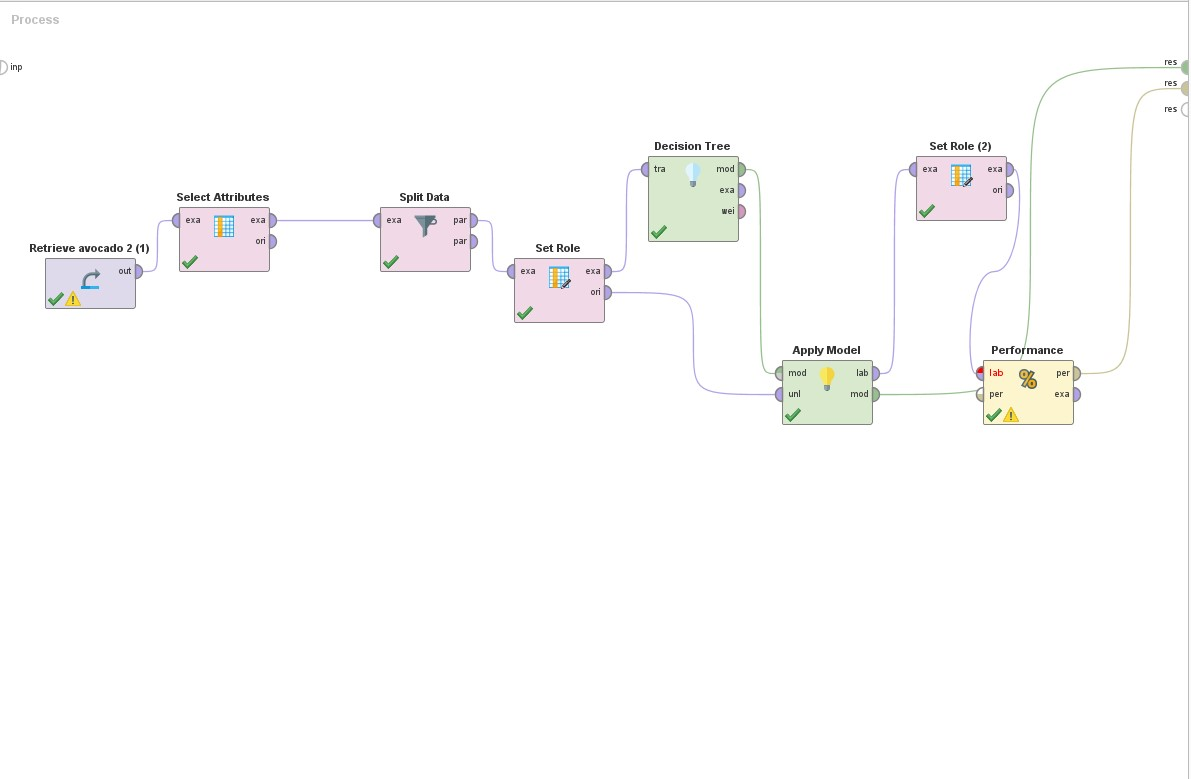 Process
inp
res
res
res
Retrieve avocado 2 (1)
out
Select Attributes
exa exa
ori
Split Data
exa par
par
Set Role
exa exa
ori
Decision Tree
tra mod
exa
wei
Apply Model
mod lab
unl mod
Set Role (2)
exa exa
ori
Performance
lab per
per exa
%